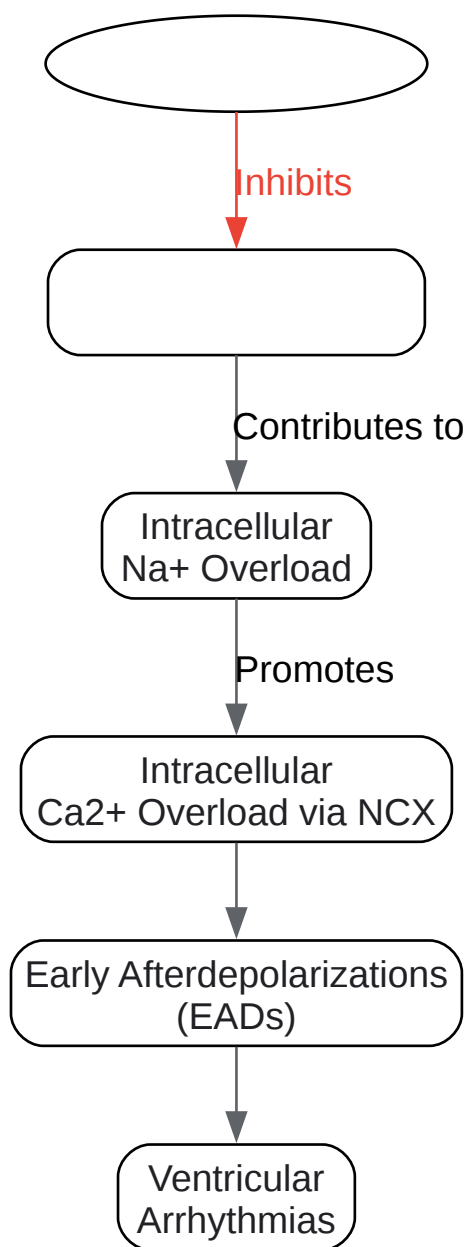 Inhibits
Contributes to
Intracellular
Na+ Overload
Promotes
Intracellular
Ca2+ Overload via NCX
Early Afterdepolarizations
(EADs)
Ventricular
Arrhythmias